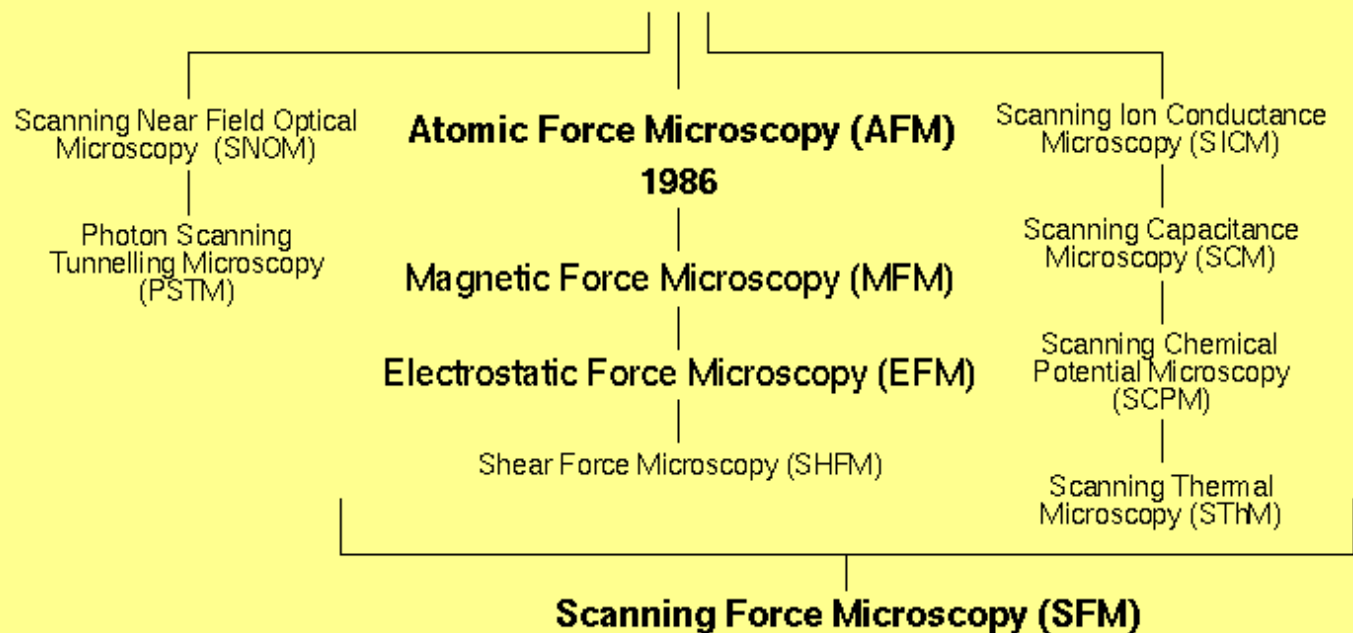 Scanning Near Field Optical
Microscopy (SNOM)
Photon Scanning
Tunnelling Microscopy
(PSTM)
Atomic Force Microscopy (AFM)
1986
Magnetic Force Microscopy (MFM)
Electrostatic Force Microscopy (EFM)
Shear Force Microscopy (SHFM)
Scanning Ion Conductance
Microscopy (SICM)
Scanning Capacitance
Microscopy (SCM)
Scanning Chemical
Potential Microscopy
(SCPM)
Scanning Thermal
Microscopy (SThM)
Scanning Force Microscopy (SFM)